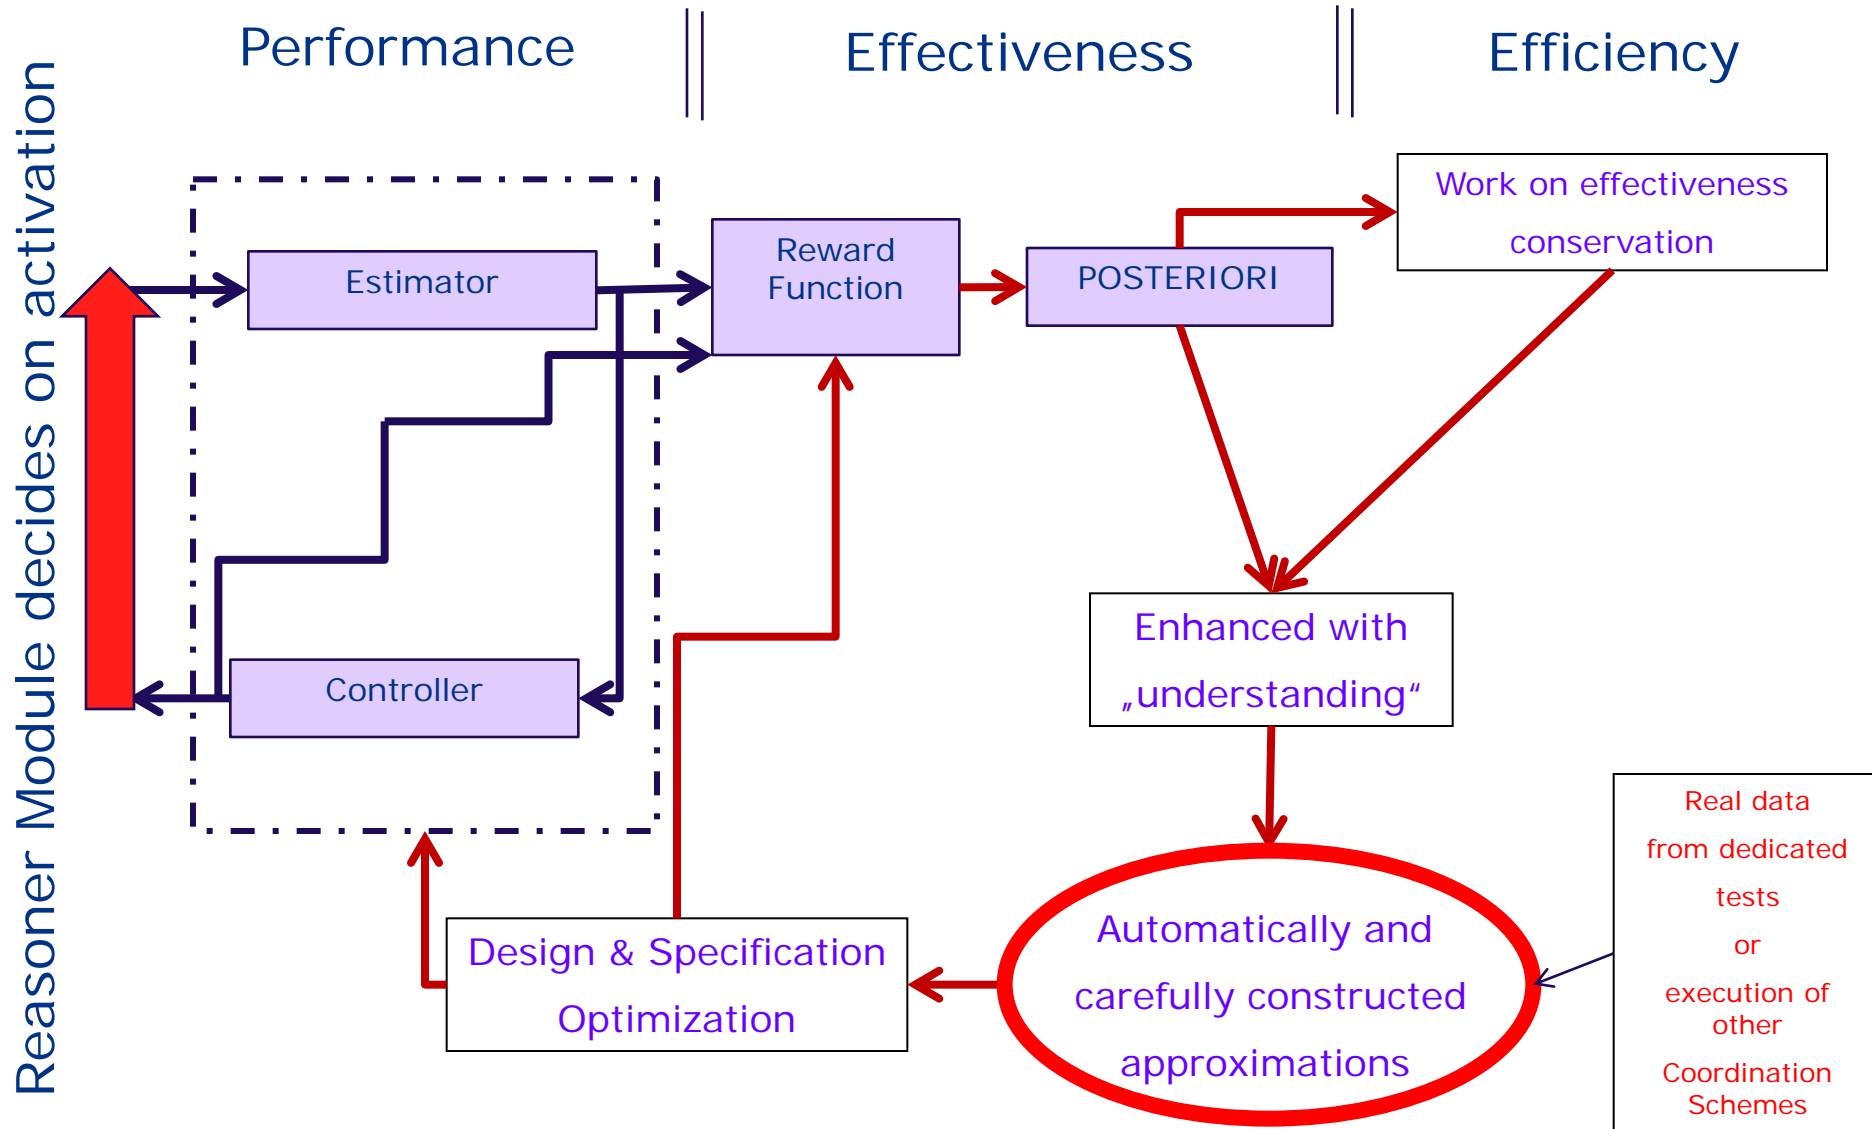 Performance
Effectiveness
Efficiency
Reasoner Module decides on activation
Work on effectiveness
conservation
Estimator
Reward
Function
POSTERIORI
Controller
Enhanced with
„understanding“
Real data
from dedicated
tests
or
execution of
other
Coordination
Schemes
Design & Specification
Optimization
Automatically and
carefully constructed
approximations